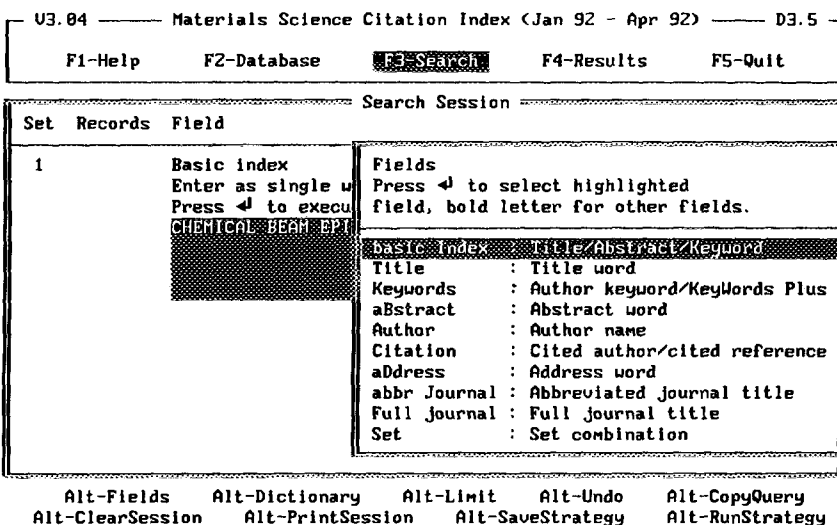 V3.04 Materials Science Citation Index (Jan 92 - Apr 92) D3.5
F1-Help F2-Database F3-Search F4-Results F5-Quit
Search Session
Set Records Field
1 Basic index
Enter as single w
Press ↵ to execu
CHEMICAL BEAM EPI
Fields
Press ↵ to select highlighted
field, bold letter for other fields.
basic Index : Title/Abstract/Keyword
Title : Title word
Keywords : Author keyword/KeyWords Plus
aBstract : Abstract word
Author : Author name
Citation : Cited author/cited reference
aDdress : Address word
abbr Journal : Abbreviated journal title
Full journal : Full journal title
Set : Set combination
Alt-Fields Alt-Dictionary Alt-Limit Alt-Undo Alt-CopyQuery
Alt-ClearSession Alt-PrintSession Alt-SaveStrategy Alt-RunStrategy